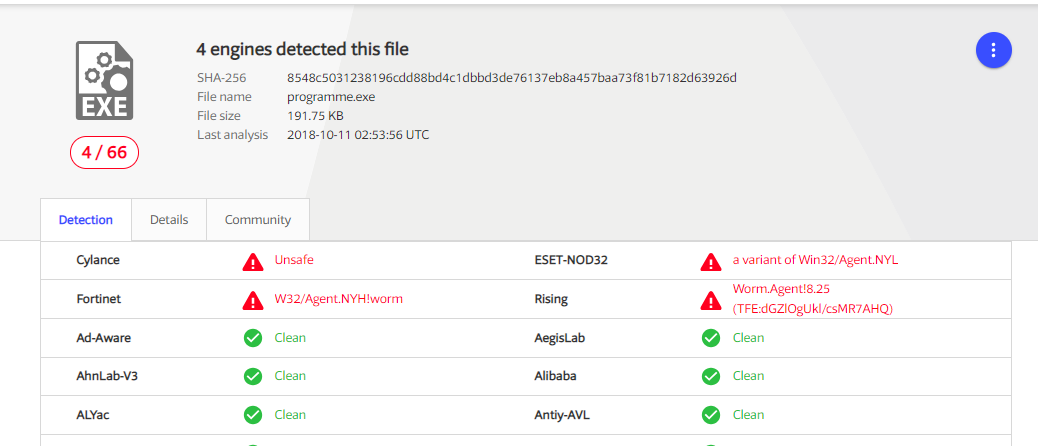 4 engines detected this file
SHA-256 8548c5031238196cdd88bd4c1dbbd3de76137eb8a457baa73f81b7182d63926d
File name programme.exe
File size 191.75 KB
Last analysis 2018-10-11 02:53:56 UTC
EXE
4 / 66
Detection Details Community
Cylance Unsafe ESET-NOD32 a variant of Win32/Agent.NYL
Fortinet W32/Agent.NYH!worm Rising Worm.Agent!8.25
(TFE:dGZlOgUkI/csMR7AHQ)
Ad-Aware Clean AegisLab Clean
AhnLab-V3 Clean Alibaba Clean
ALYac Clean Antiy-AVL Clean